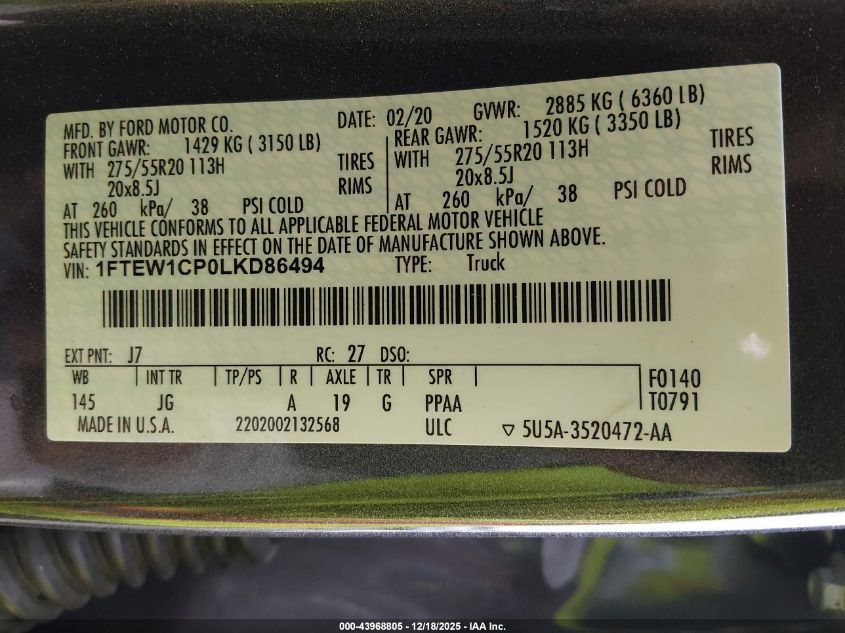 MFD. BY FORD MOTOR CO. DATE: 02/20 GVWR: 2885 KG ( 6360 LB)
FRONT GAWR: 1429 KG ( 3150 LB) REAR GAWR: 1520 KG ( 3350 LB)
WITH 275/55R20 113H TIRES WITH 275/55R20 113H TIRES
20x8.5J RIMS 20x8.5J RIMS
AT 260 kPa/ 38 PSI COLD AT 260 kPa/ 38 PSI COLD
THIS VEHICLE CONFORMS TO ALL APPLICABLE FEDERAL MOTOR VEHICLE
SAFETY STANDARDS IN EFFECT ON THE DATE OF MANUFACTURE SHOWN ABOVE.
VIN: 1FTEW1CP0LKD86494 TYPE: Truck
EXT PNT: J7 RC: 27 DSO:
WB INT TR TP/PS R AXLE TR SPR F0140
145 JG A 19 G PPAA T0791
MADE IN U.S.A. 2202002132568 ULC ▽ 5U5A-3520472-AA
000-43968805 - 12/18/2025 - IAA Inc.